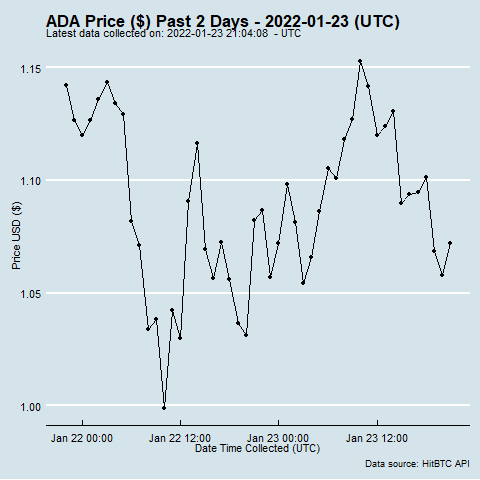 ADA Price ($) Past 2 Days - 2022-01-23 (UTC)
Latest data collected on: 2022-01-23 21:04:08  - UTC
1.15
1.10
1.05
1.00
Price USD ($)
Jan 22 00:00 Jan 22 12:00 Jan 23 00:00 Jan 23 12:00
Date Time Collected (UTC)
Data source: HitBTC API